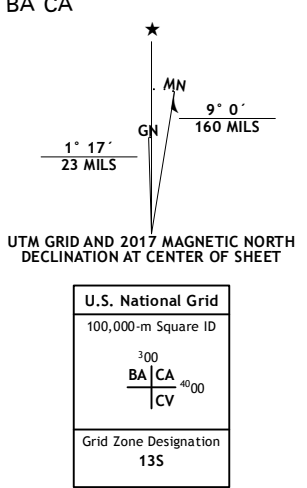 BA CA
★
MN
GN
9° 0´
160 MILS
1° 17´
23 MILS
UTM GRID AND 2017 MAGNETIC NORTH
DECLINATION AT CENTER OF SHEET
U.S. National Grid
100,000-m Square ID
³00
BA CA
⁴⁰00
CV
Grid Zone Designation
13S